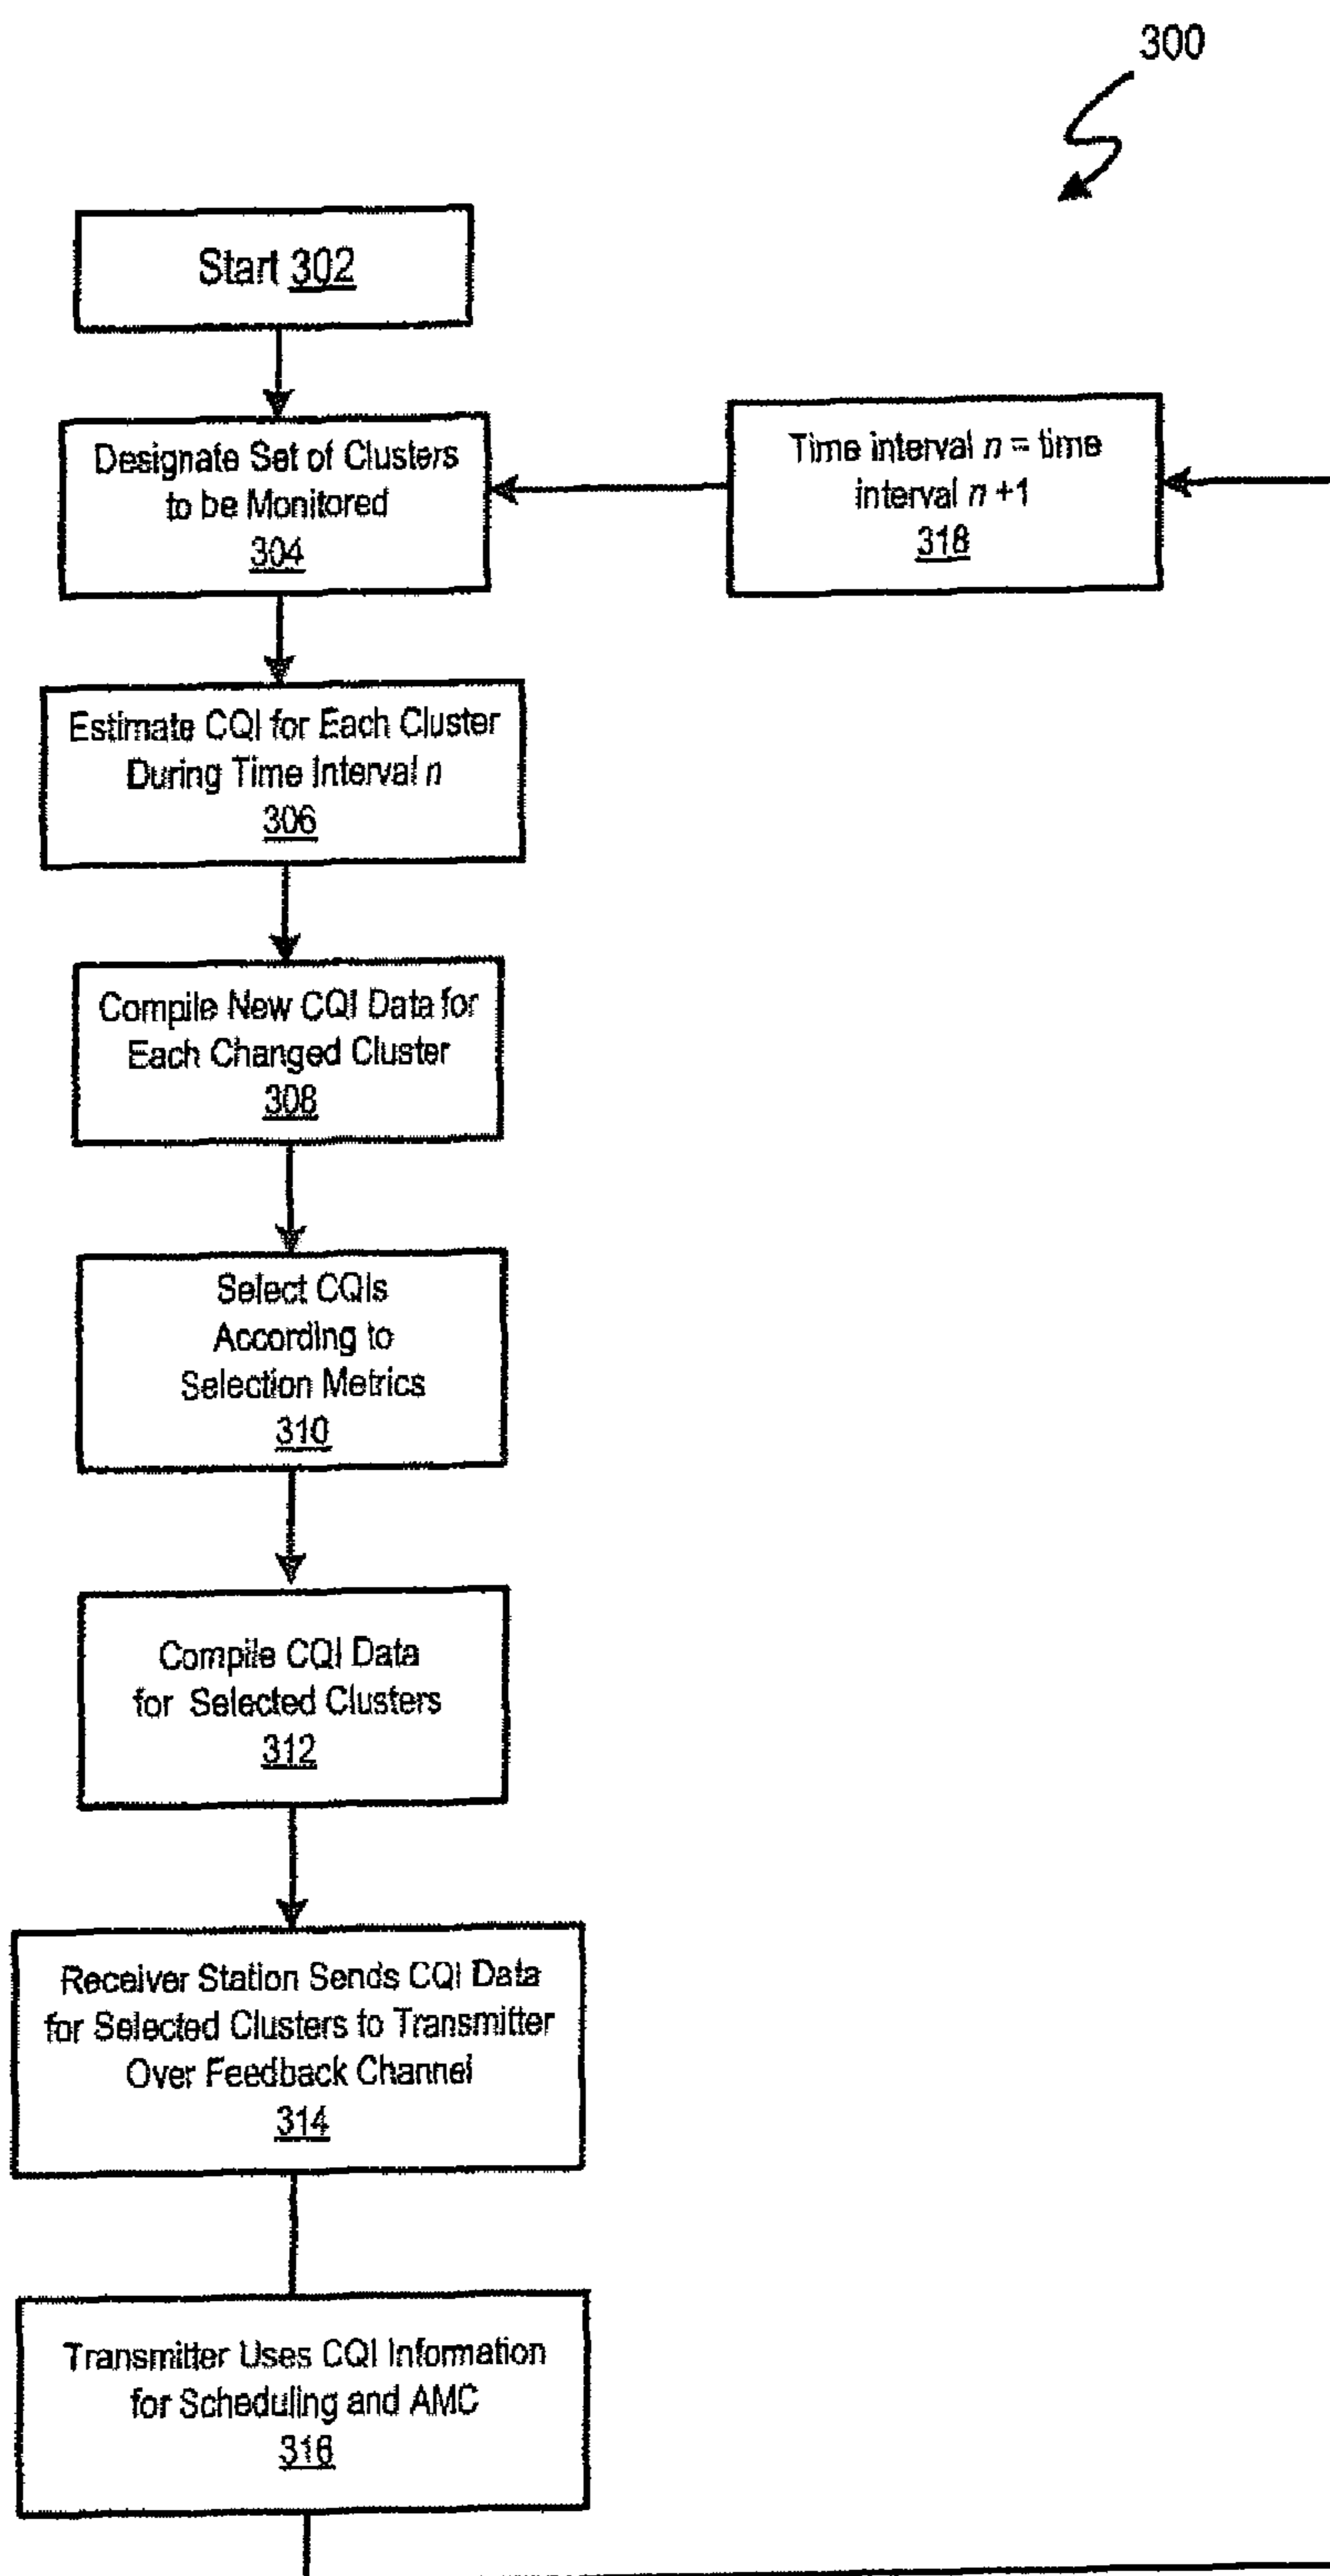 300
Start 302
Designate Set of Clusters
to be Monitored
304
Time interval n = time
interval n +1
318
Estimate CQI for Each Cluster
During Time Interval n
306
Compile New CQI Data for
Each Changed Cluster
308
Select CQIs
According to
Selection Metrics
310
Compile CQI Data
for Selected Clusters
312
Receiver Station Sends CQI Data
for Selected Clusters to Transmitter
Over Feedback Channel
314
Transmitter Uses CQI Information
for Scheduling and AMC
316